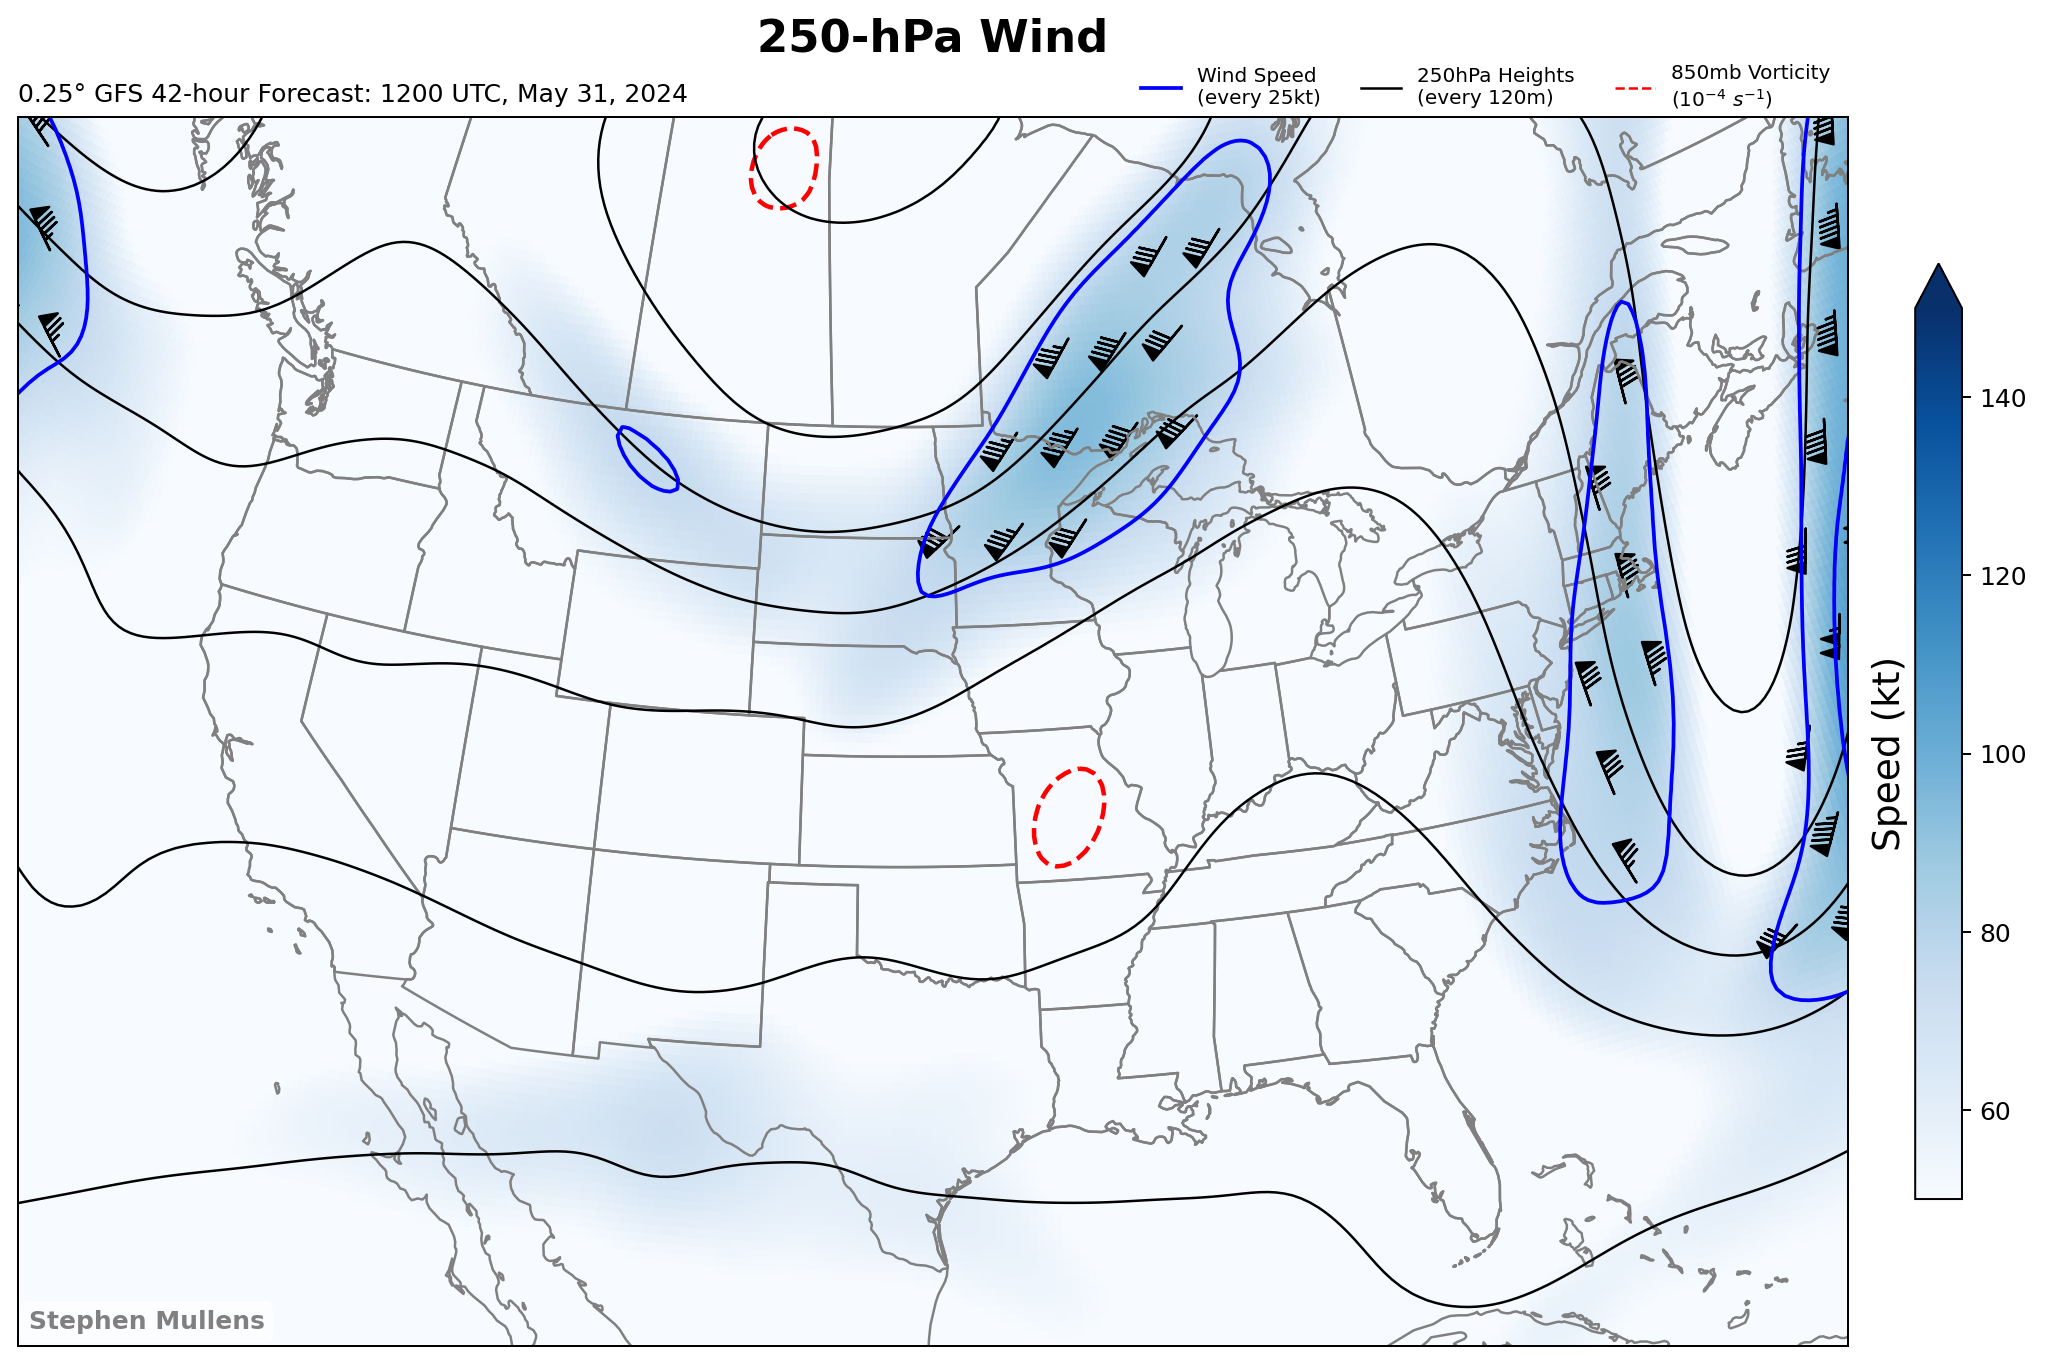 250-hPa Wind
0.25° GFS 42-hour Forecast: 1200 UTC, May 31, 2024
Wind Speed
(every 25kt)
250hPa Heights
(every 120m)
850mb Vorticity
(10⁻⁴ s⁻¹)
140
120
100
80
60
Speed (kt)
Stephen Mullens